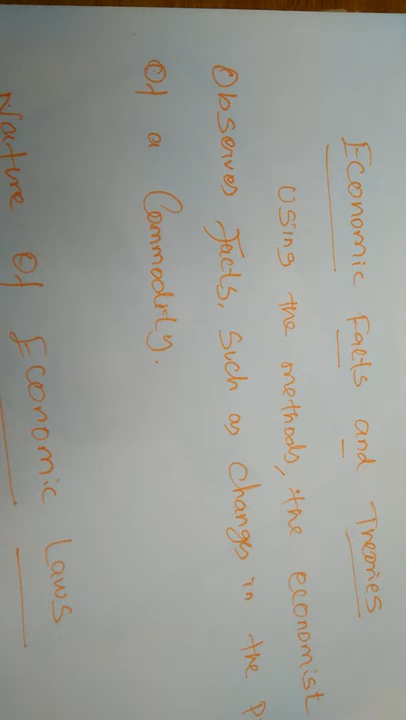 Economic Facts and Theories
Using the methods, the economist
Observes facts, Such as changes in the
Of a Commodity.
Nature Of Economic Laws